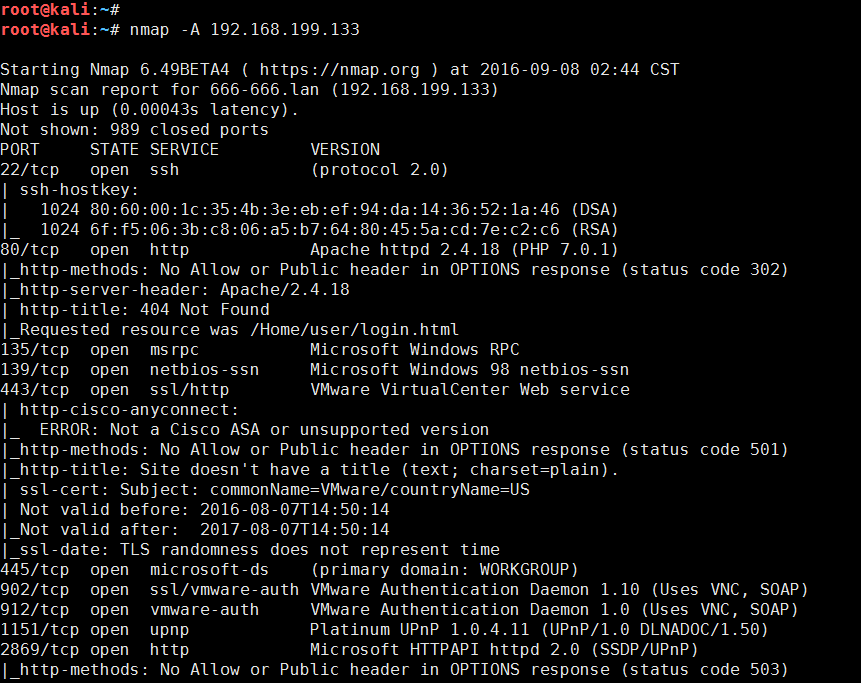 root@kali:~#
root@kali:~# nmap -A 192.168.199.133
Starting Nmap 6.49BETA4 ( https://nmap.org ) at 2016-09-08 02:44 CST
Nmap scan report for 666-666.lan (192.168.199.133)
Host is up (0.00043s latency).
Not shown: 989 closed ports
PORT     STATE SERVICE         VERSION
22/tcp   open  ssh             (protocol 2.0)
| ssh-hostkey:
|   1024 80:60:00:1c:35:4b:3e:eb:ef:94:da:14:36:52:1a:46 (DSA)
|_  1024 6f:f5:06:3b:c8:06:a5:b7:64:80:45:5a:cd:7e:c2:c6 (RSA)
80/tcp   open  http            Apache httpd 2.4.18 (PHP 7.0.1)
|_http-methods: No Allow or Public header in OPTIONS response (status code 302)
|_http-server-header: Apache/2.4.18
| http-title: 404 Not Found
|_Requested resource was /Home/user/login.html
135/tcp  open  msrpc           Microsoft Windows RPC
139/tcp  open  netbios-ssn     Microsoft Windows 98 netbios-ssn
443/tcp  open  ssl/http        VMware VirtualCenter Web service
| http-cisco-anyconnect:
|_  ERROR: Not a Cisco ASA or unsupported version
|_http-methods: No Allow or Public header in OPTIONS response (status code 501)
|_http-title: Site doesn't have a title (text; charset=plain).
| ssl-cert: Subject: commonName=VMware/countryName=US
| Not valid before: 2016-08-07T14:50:14
|_Not valid after:  2017-08-07T14:50:14
|_ssl-date: TLS randomness does not represent time
445/tcp  open  microsoft-ds    (primary domain: WORKGROUP)
902/tcp  open  ssl/vmware-auth VMware Authentication Daemon 1.10 (Uses VNC, SOAP)
912/tcp  open  vmware-auth     VMware Authentication Daemon 1.0 (Uses VNC, SOAP)
1151/tcp open  upnp            Platinum UPnP 1.0.4.11 (UPnP/1.0 DLNADOC/1.50)
2869/tcp open  http            Microsoft HTTPAPI httpd 2.0 (SSDP/UPnP)
|_http-methods: No Allow or Public header in OPTIONS response (status code 503)